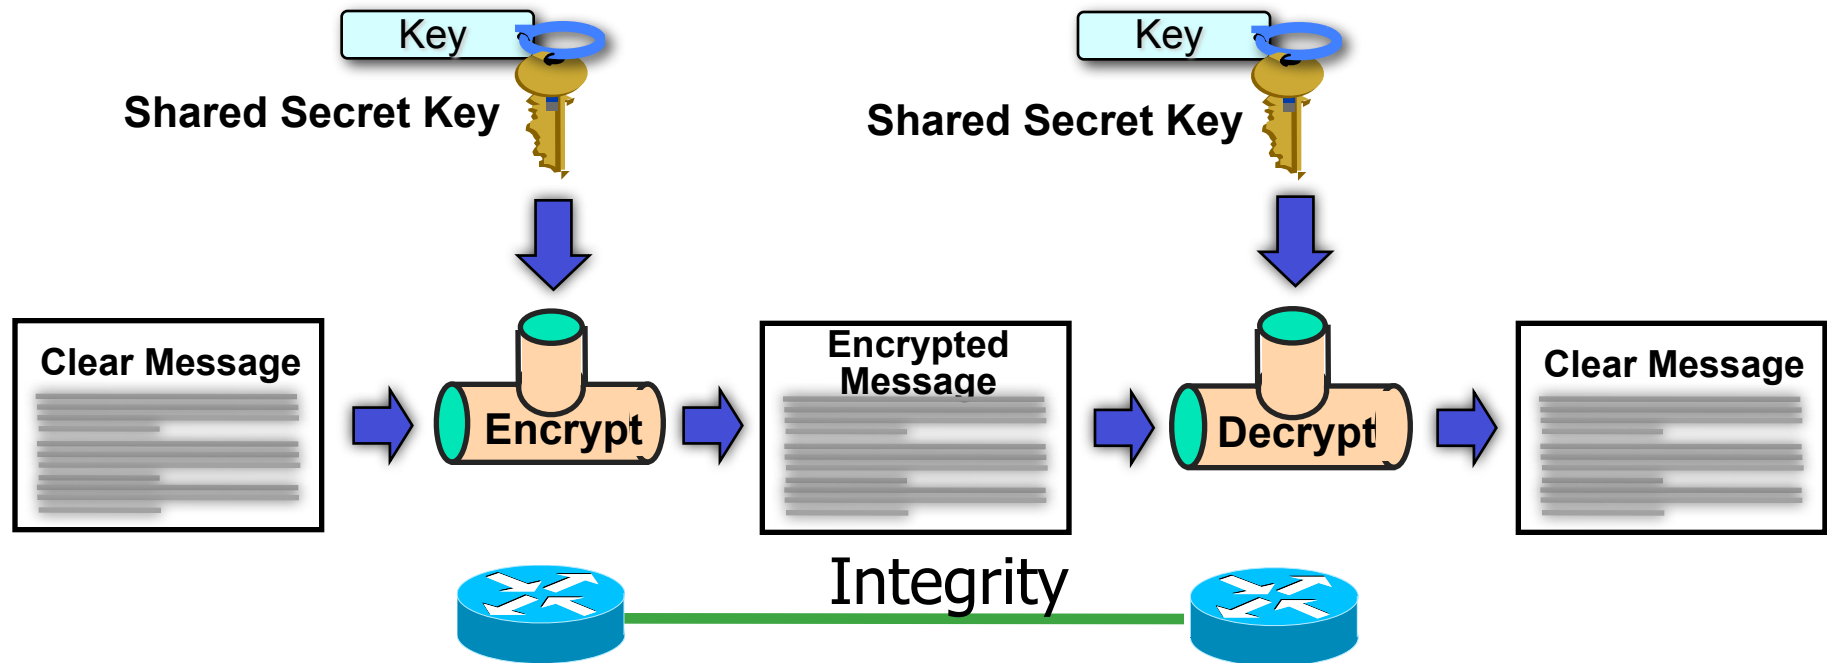 Key
Key
Shared Secret Key
Shared Secret Key
Clear Message
Encrypt
Encrypted
Message
Decrypt
Clear Message
Integrity